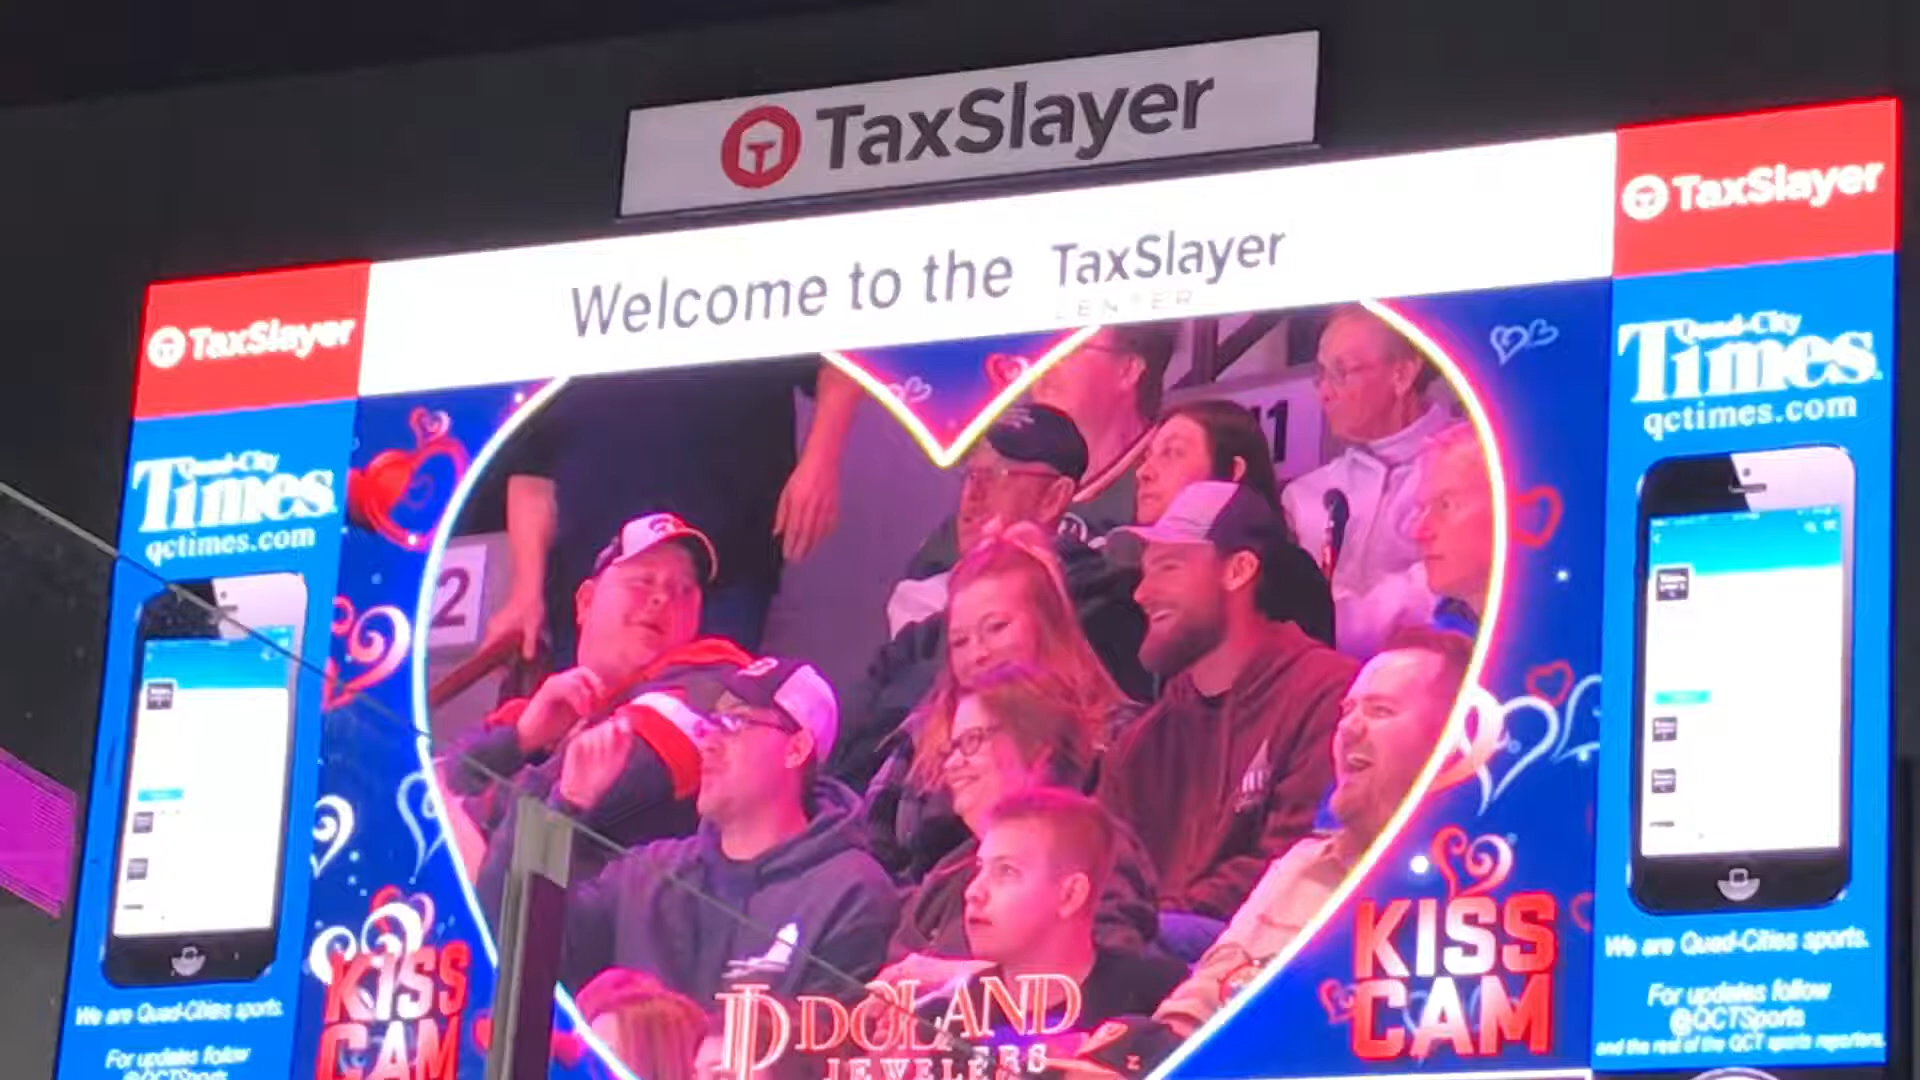 TaxSlayer
Welcome to the TaxSlayer
CENTER
TaxSlayer
Quad-City
Times
qctimes.com
We are Quad-Cities sports.
For updates follow
@QCTSports
KISS
CAM
2
11
DOLAND
JEWELERS
KISS
CAM
TaxSlayer
Quad-City
Times
qctimes.com
We are Quad-Cities sports.
For updates follow
@QCTSports
and the rest of the QCT sports reporters.